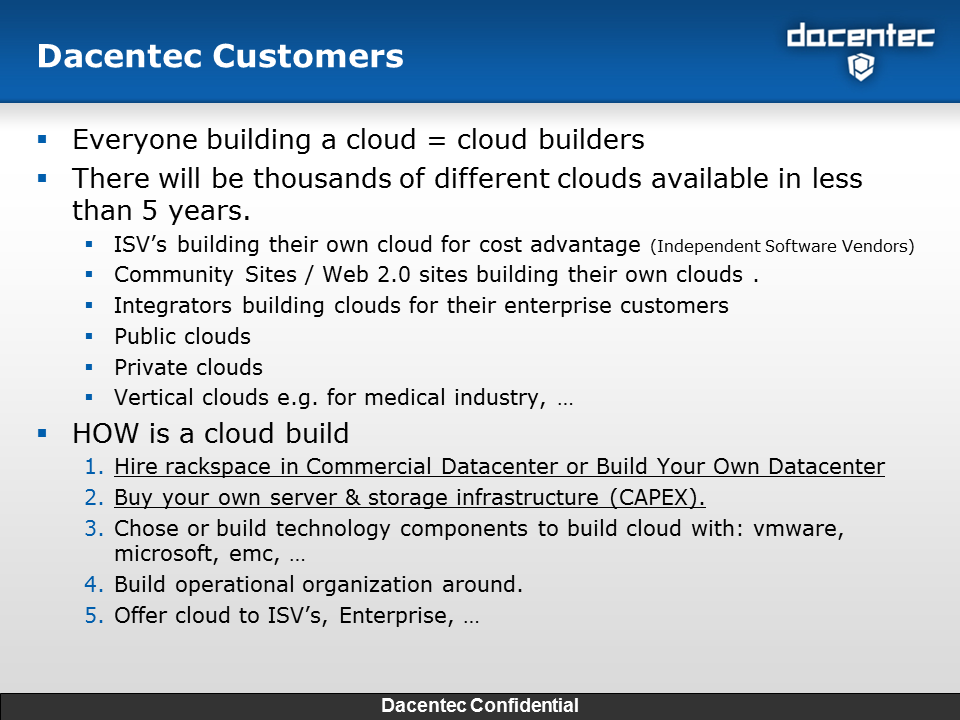 Dacentec Customers
dacentec
Everyone building a cloud = cloud builders
There will be thousands of different clouds available in less
than 5 years.
ISV’s building their own cloud for cost advantage (Independent Software Vendors)
Community Sites / Web 2.0 sites building their own clouds .
Integrators building clouds for their enterprise customers
Public clouds
Private clouds
Vertical clouds e.g. for medical industry, …
HOW is a cloud build
1. Hire rackspace in Commercial Datacenter or Build Your Own Datacenter
2. Buy your own server & storage infrastructure (CAPEX).
3. Chose or build technology components to build cloud with: vmware,
microsoft, emc, …
4. Build operational organization around.
5. Offer cloud to ISV’s, Enterprise, …
Dacentec Confidential